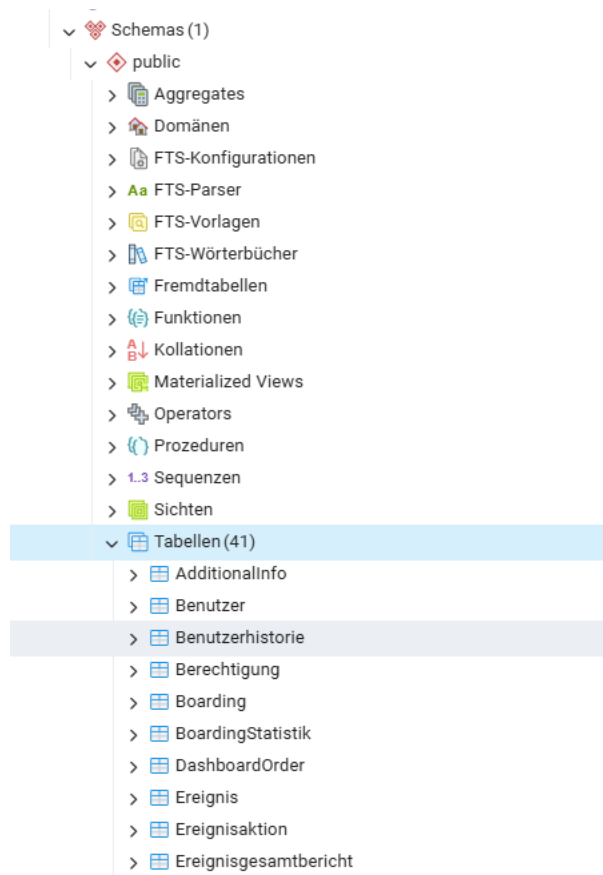 Schemas (1)
public
Aggregates
Domänen
FTS-Konfigurationen
Aa FTS-Parser
FTS-Vorlagen
FTS-Wörterbücher
Fremdtabellen
Funktionen
A B Kollationen
Materialized Views
Operators
Prozeduren
1..3 Sequenzen
Sichten
Tabellen (41)
AdditionalInfo
Benutzer
Benutzerhistorie
Berechtigung
Boarding
BoardingStatistik
DashboardOrder
Ereignis
Ereignisaktion
Ereignisgesamtbericht